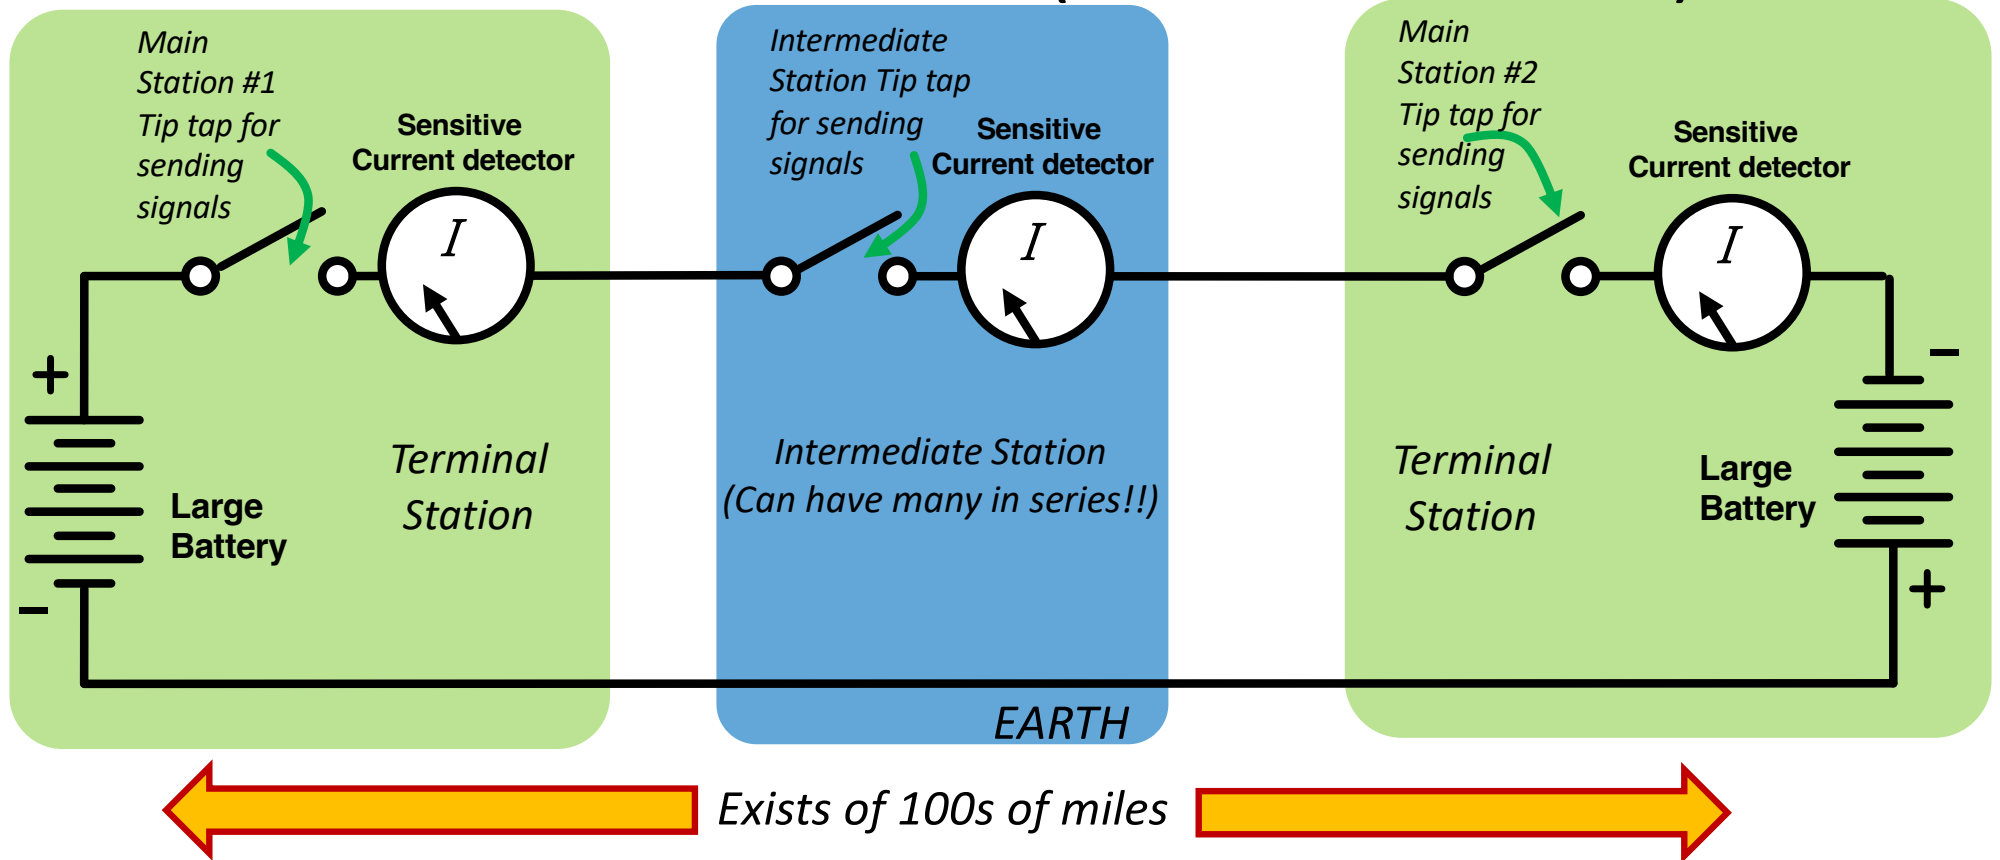 Main
Station #1
Tip tap for
sending
signals
Sensitive
Current detector
I
+
Large
Battery
−
Terminal
Station
Intermediate
Station Tip tap
for sending
signals
Sensitive
Current detector
I
Intermediate Station
(Can have many in series!!)
EARTH
Main
Station #2
Tip tap for
sending
signals
Sensitive
Current detector
I
−
Terminal
Station
Large
Battery
+
Exists of 100s of miles